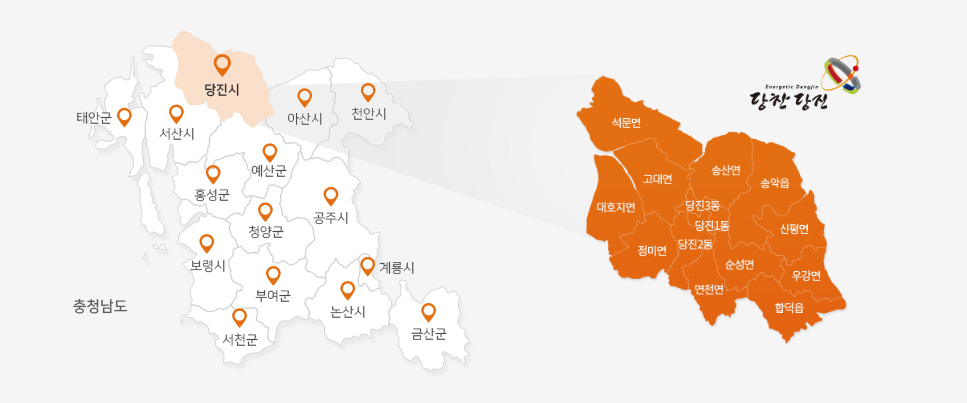 당진시
태안군
서산시
아산시
천안시
예산군
홍성군
공주시
청양군
보령시
계룡시
부여군
논산시
충청남도
서천군
금산군
Energetic Dangjin
당찬 당진
석문면
고대면
송산면
송악읍
대호지면
당진3동
당진1동
신평면
정미면
당진2동
순성면
우강면
면천면
합덕읍